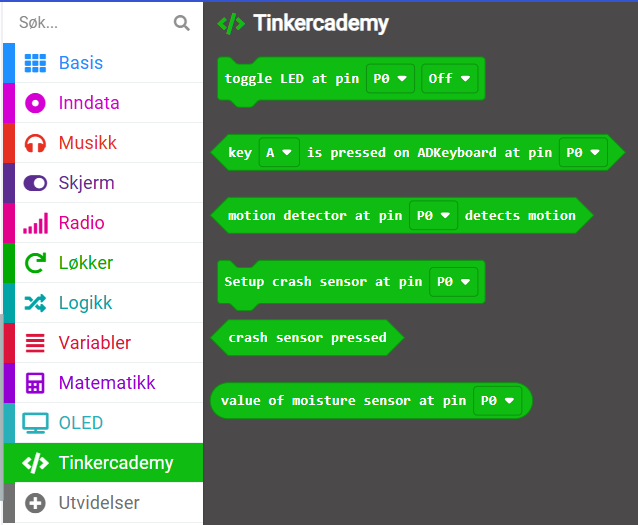 Søk...
Basis
Inndata
Musikk
Skjerm
Radio
Løkker
Logikk
Variabler
Matematikk
OLED
Tinkercademy
Utvidelser
Tinkercademy
toggle LED at pin P0 Off
key A is pressed on ADKeyboard at pin P0
motion detector at pin P0 detects motion
Setup crash sensor at pin P0
crash sensor pressed
value of moisture sensor at pin P0